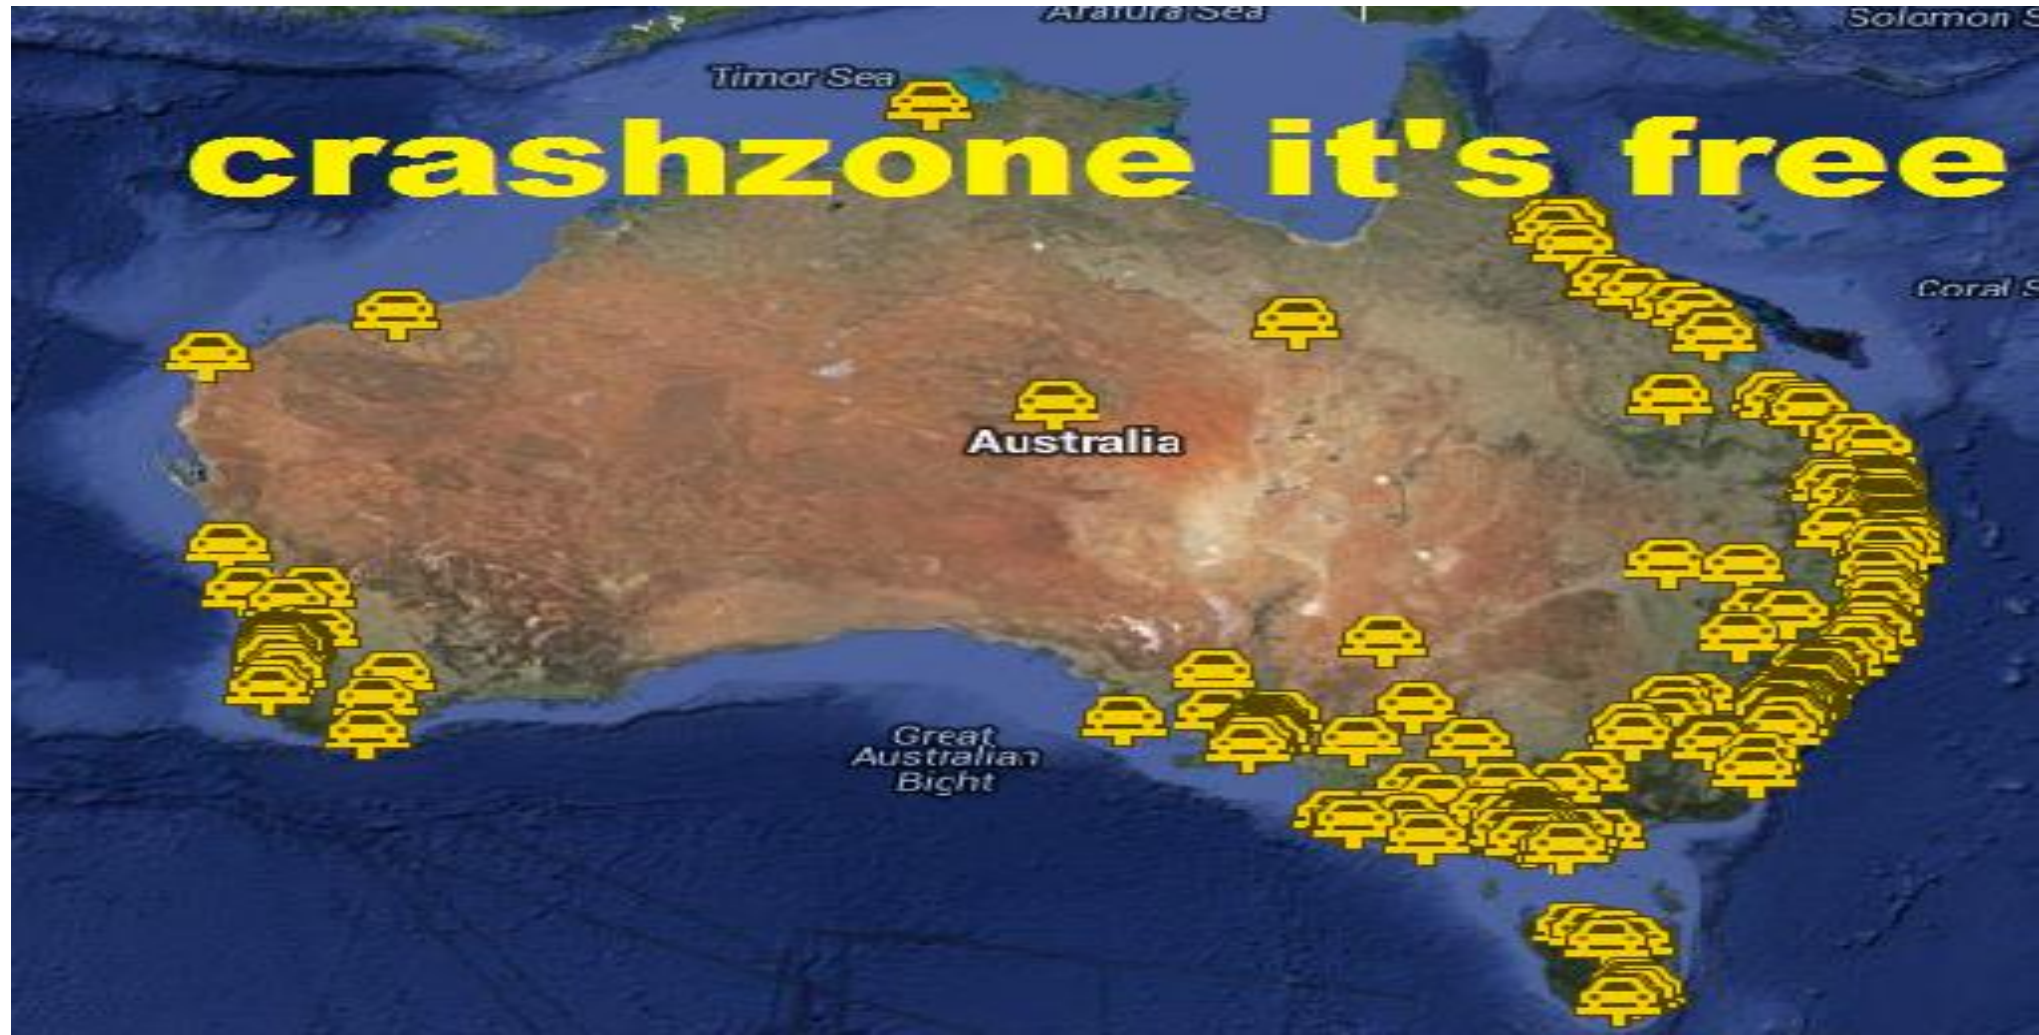 Arafura Sea
Solomon S
Timor Sea
crashzone it's free
Coral S
Australia
Great
Australian
Bight